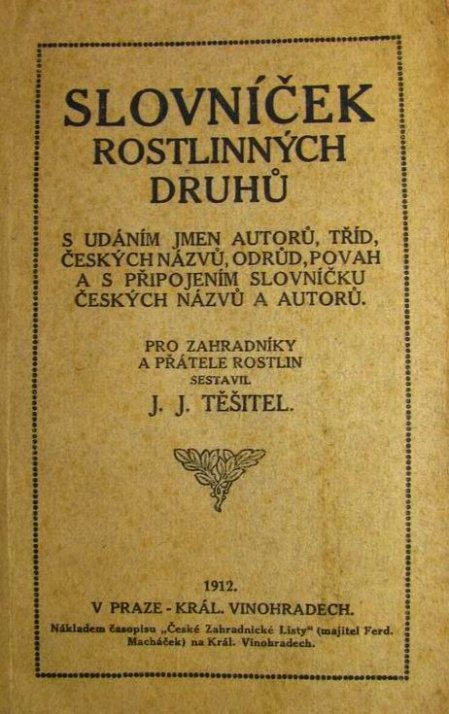 SLOVNÍČEK
ROSTLINNÝCH
DRUHŮ
S UDÁNÍM JMEN AUTORŮ, TŘÍD,
ČESKÝCH NÁZVŮ, ODRŮD, POVAH
A S PŘIPOJENÍM SLOVNÍČKU
ČESKÝCH NÁZVŮ A AUTORŮ.
PRO ZAHRADNÍKY
A PŘÁTELE ROSTLIN
SESTAVIL
J. J. TĚŠITEL.
1912.
V PRAZE - KRÁL. VINOHRADECH.
Nákladem časopisu „České Zahradnické Listy“ (majitel Ferd.
Macháček) na Král. Vinohradech.